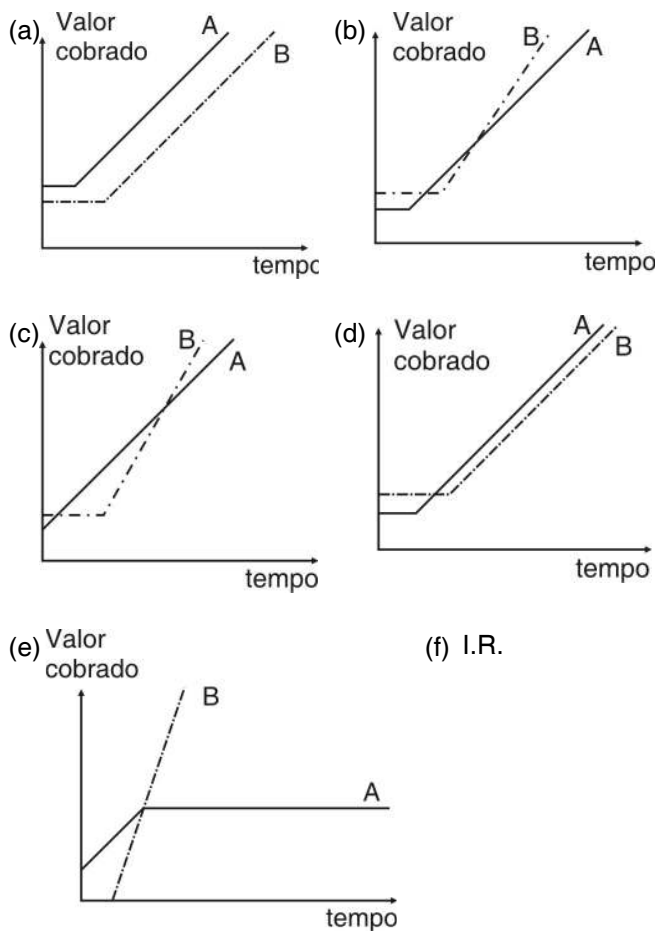 (a) Valor
cobrado
A
B
tempo
(b) Valor
cobrado
B
A
tempo
(c) Valor
cobrado
B
A
tempo
(d) Valor
cobrado
A
B
tempo
(e) Valor
cobrado
B
A
tempo
(f) I.R.